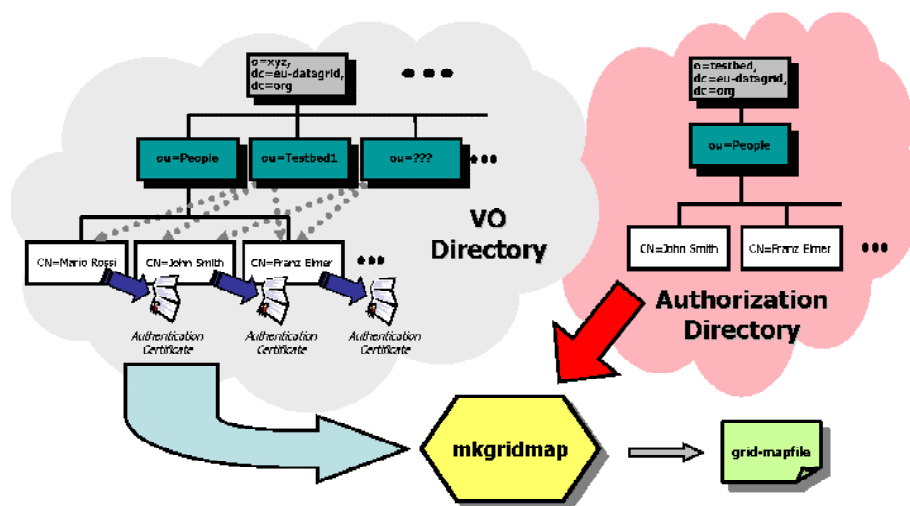 o=xyz,
dc=eu-datagrid,
dc=org
ou=People
ou=Testbed1
ou=???
VO
Directory
CN=Mario Rossi
CN=John Smith
CN=Franz Elmer
Authentication
Certificate
Authentication
Certificate
Authentication
Certificate
o=testbed,
dc=eu-datagrid,
dc=org
ou=People
CN=John Smith
CN=Franz Elmer
Authorization
Directory
mkgridmap
grid-mapfile